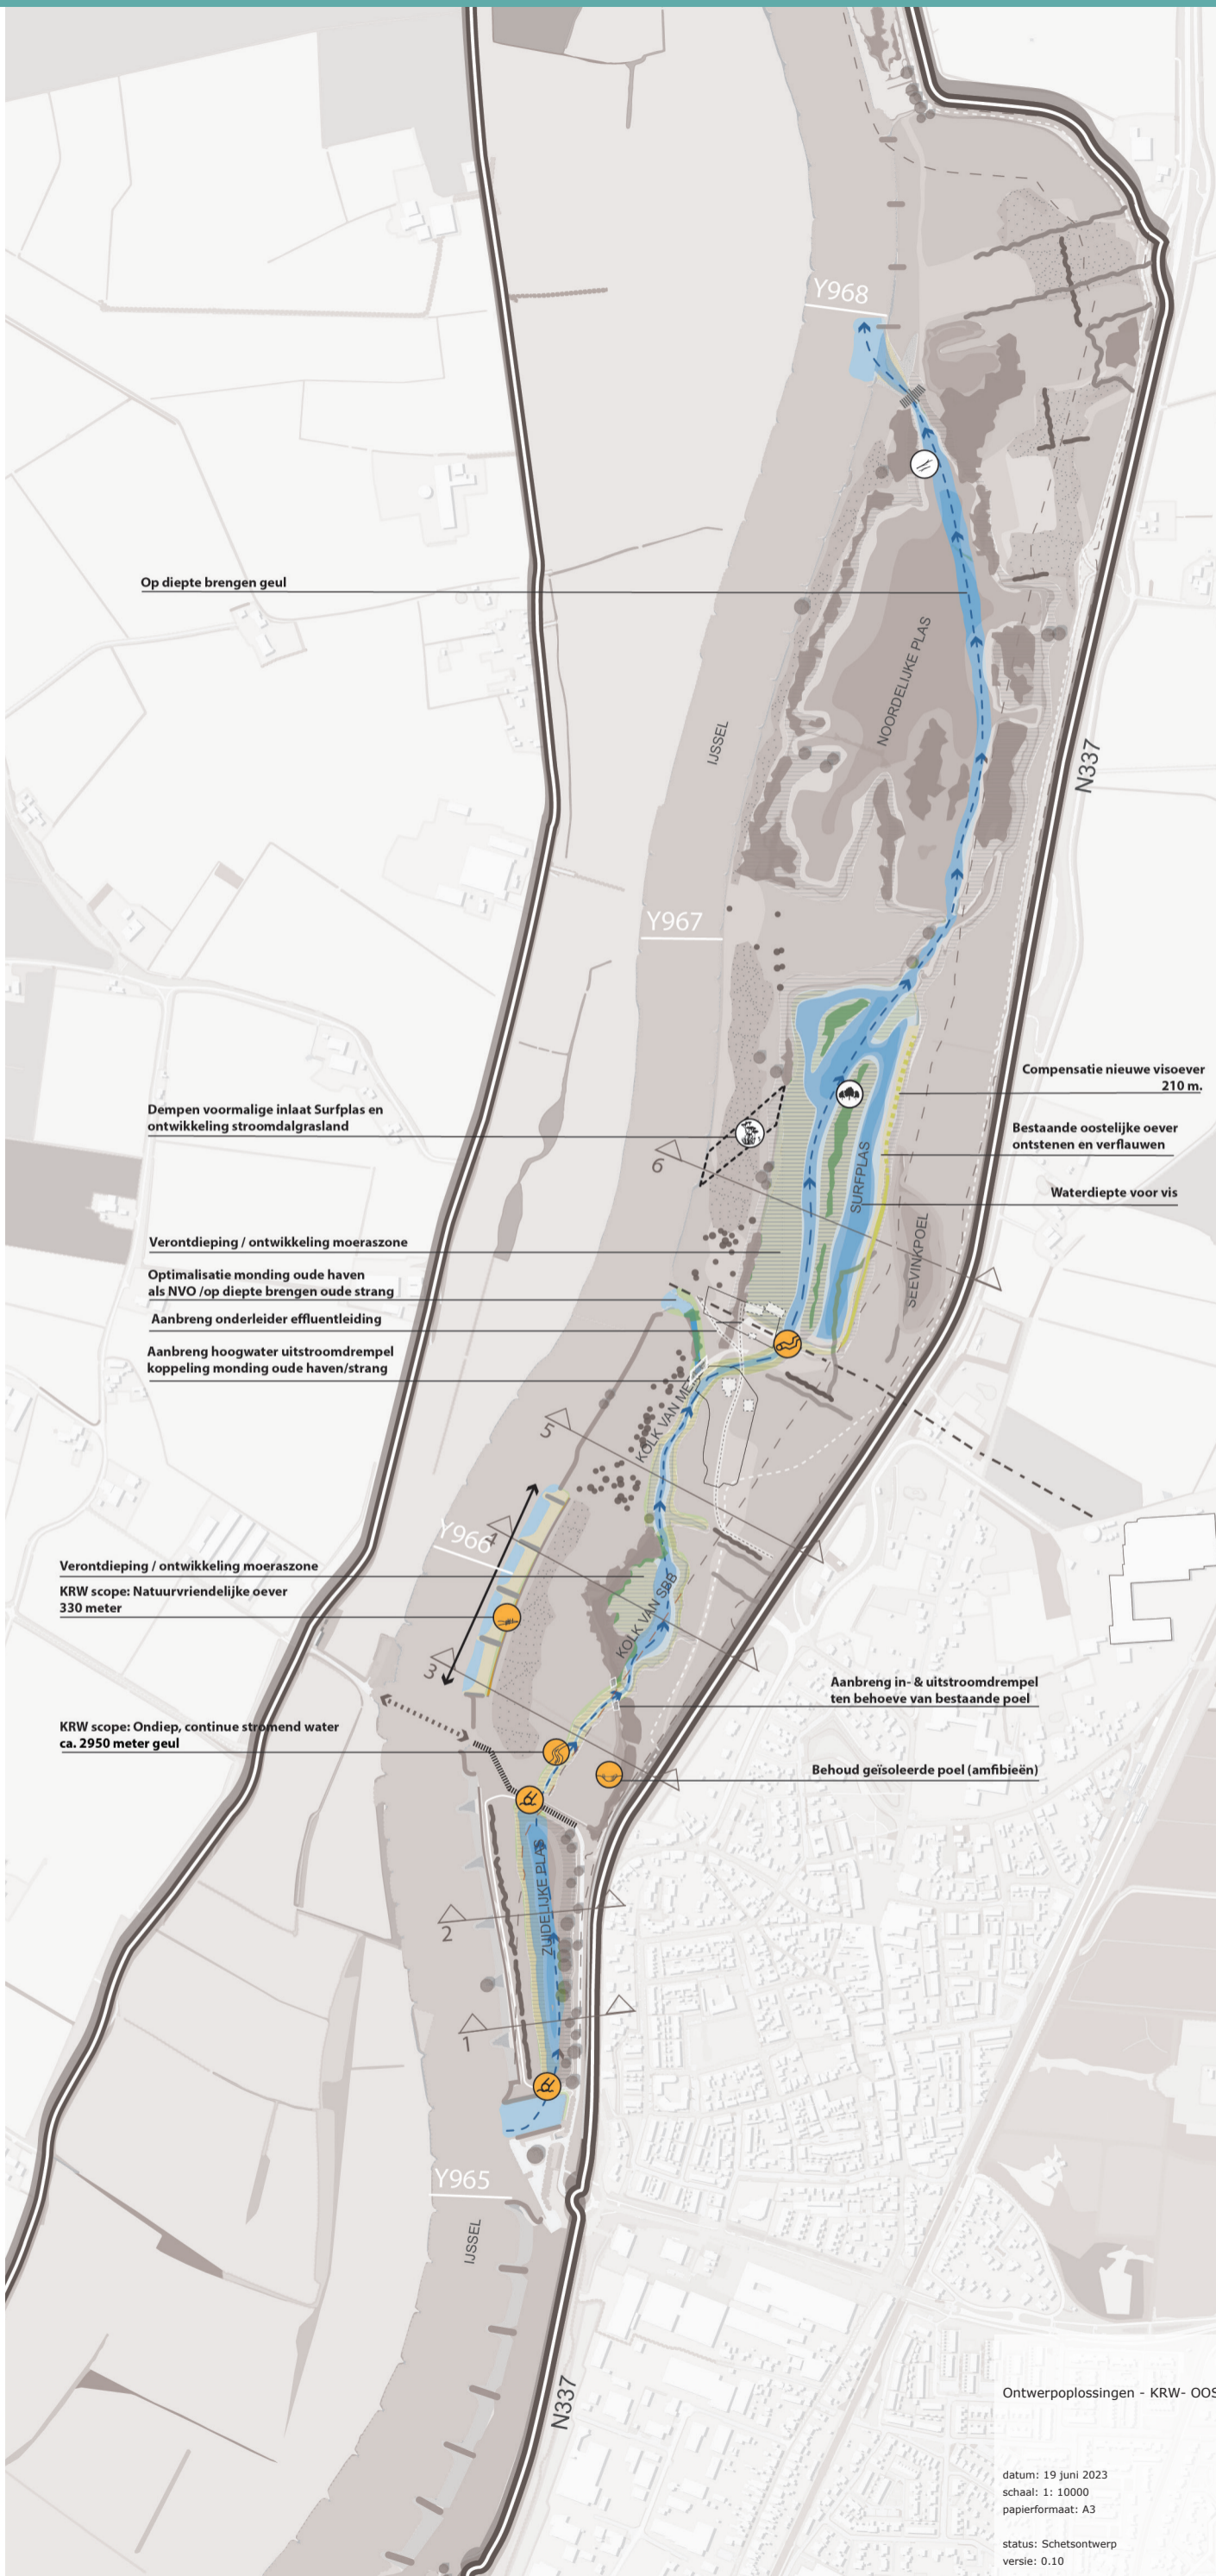 Y968
Op diepte brengen geul
NOORDELIJKE PLAS
IJSSEL
N337
Y967
Compensatie nieuwe visoever
210 m.
Dempen voormalige inlaat Surfplas en
ontwikkeling stroomdalgrasland
Bestaande oostelijke oever
ontstenen en verflauwen
6
SURFPLAS
Waterdiepte voor vis
SEEVINKPOEL
Verontdieping / ontwikkeling moeraszone
Optimalisatie monding oude haven
als NVO /op diepte brengen oude strang
Aanbreng onderleider effluentleiding
Aanbreng hoogwater uitstroomdrempel
koppeling monding oude haven/strang
KOLK VAN
5
Y966
4
Verontdieping / ontwikkeling moeraszone
KRW scope: Natuurvriendelijke oever
330 meter
KOLK VAN SBB
3
Aanbreng in- & uitstroomdrempel
ten behoeve van bestaande poel
KRW scope: Ondiep, continue stromend water
ca. 2950 meter geul
Behoud geïsoleerde poel (amfibieën)
ZUIDELIJKE PLAS
2
1
Y965
IJSSEL
N337
Ontwerpoplossingen - KRW- OOS
datum: 19 juni 2023
schaal: 1: 10000
papierformaat: A3
status: Schetsontwerp
versie: 0.10